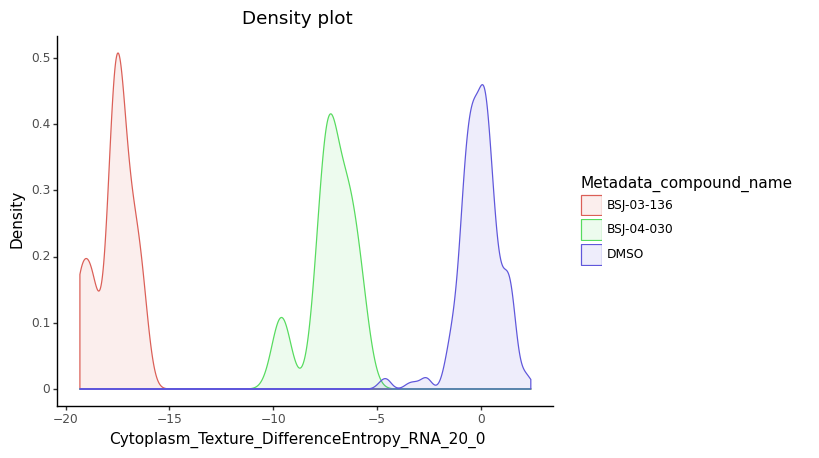 Density plot
0.5
0.4
0.3
0.2
0.1
0
Density
−20
−15
−10
−5
0
Cytoplasm_Texture_DifferenceEntropy_RNA_20_0
Metadata_compound_name
BSJ-03-136
BSJ-04-030
DMSO